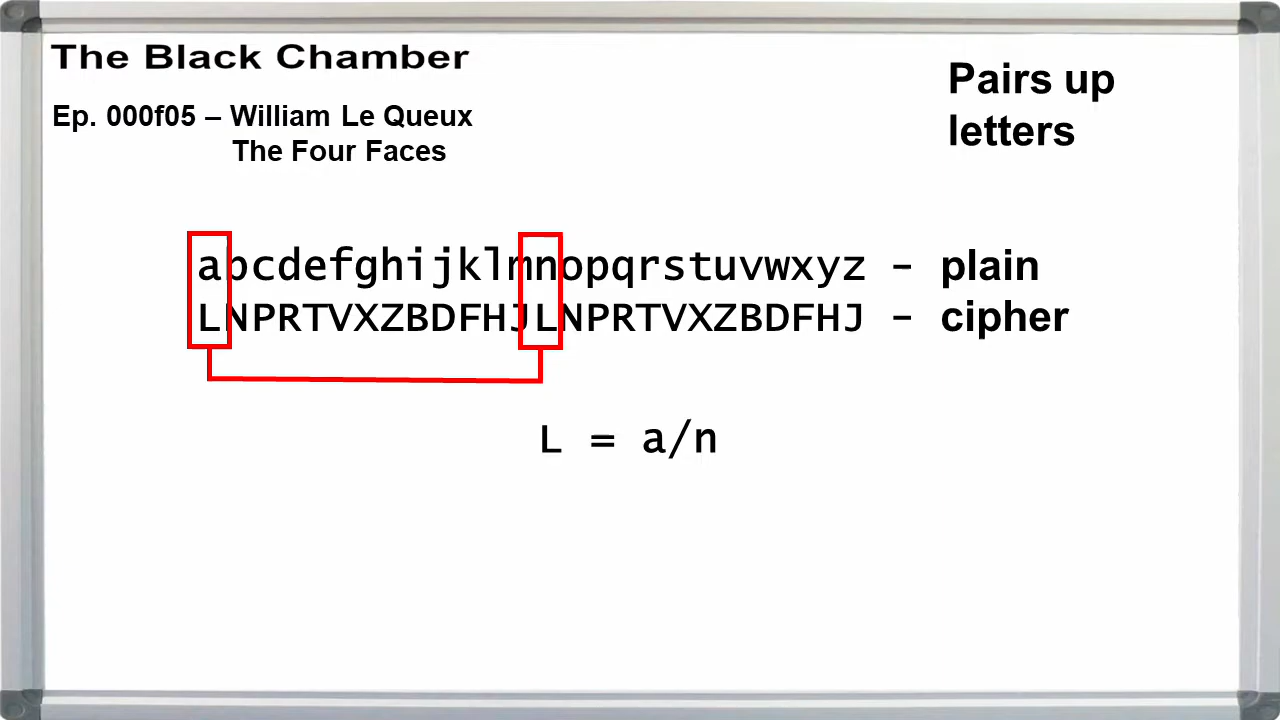 The Black Chamber
Pairs up
letters
Ep. 000f05 – William Le Queux
The Four Faces
abcdefghijklmnopqrstuvwxyz – plain
LNPRTVXZBDFHJLNPRTVXZBDFHJ – cipher
L = a/n